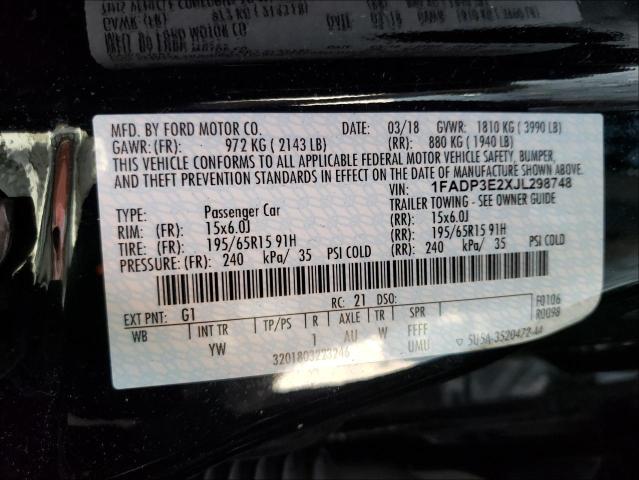 MFD. BY FORD MOTOR CO. DATE: 03/18 GVWR: 1810 KG ( 3990 LB)
GAWR:(FR): 972 KG ( 2143 LB) (RR): 880 KG ( 1940 LB)
THIS VEHICLE CONFORMS TO ALL APPLICABLE FEDERAL MOTOR VEHICLE SAFETY, BUMPER,
AND THEFT PREVENTION STANDARDS IN EFFECT ON THE DATE OF MANUFACTURE SHOWN ABOVE.
VIN: 1FADP3E2XJL298748
TYPE: Passenger Car TRAILER TOWING - SEE OWNER GUIDE
RIM: (FR): 15x6.0J (RR): 15x6.0J
TIRE: (FR): 195/65R15 91H (RR): 195/65R15 91H
PRESSURE: (FR): 240 kPa/ 35 PSI COLD (RR): 240 kPa/ 35 PSI COLD
EXT PNT: G1 RC: 21 DSO: F0106
WB INT TR TP/PS R AXLE TR SPR R0098
YW 1 AU W FFFF
3201803223246 UMU